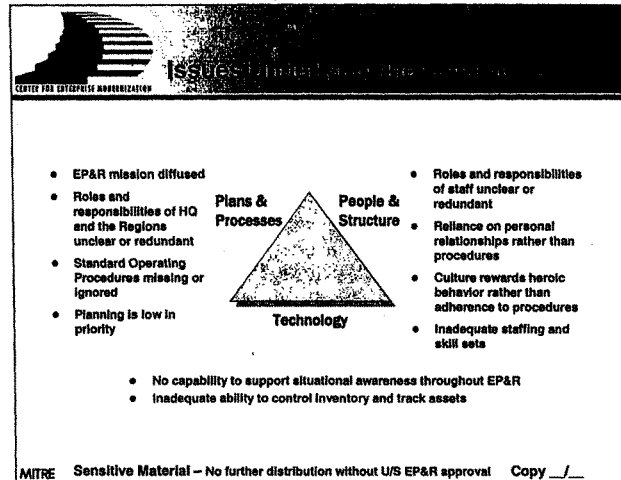 CENTER FOR ENTERPRISE MODERNIZATION
Issues
• EP&R mission diffused
• Roles and
responsibilities of HQ
and the Regions
unclear or redundant
• Standard Operating
Procedures missing or
ignored
• Planning is low in
priority
Plans &
Processes
People &
Structure
Technology
• Roles and responsibilities
of staff unclear or
redundant
• Reliance on personal
relationships rather than
procedures
• Culture rewards heroic
behavior rather than
adherence to procedures
• Inadequate staffing and
skill sets
• No capability to support situational awareness throughout EP&R
• Inadequate ability to control inventory and track assets
MITRE Sensitive Material – No further distribution without U/S EP&R approval Copy __/__